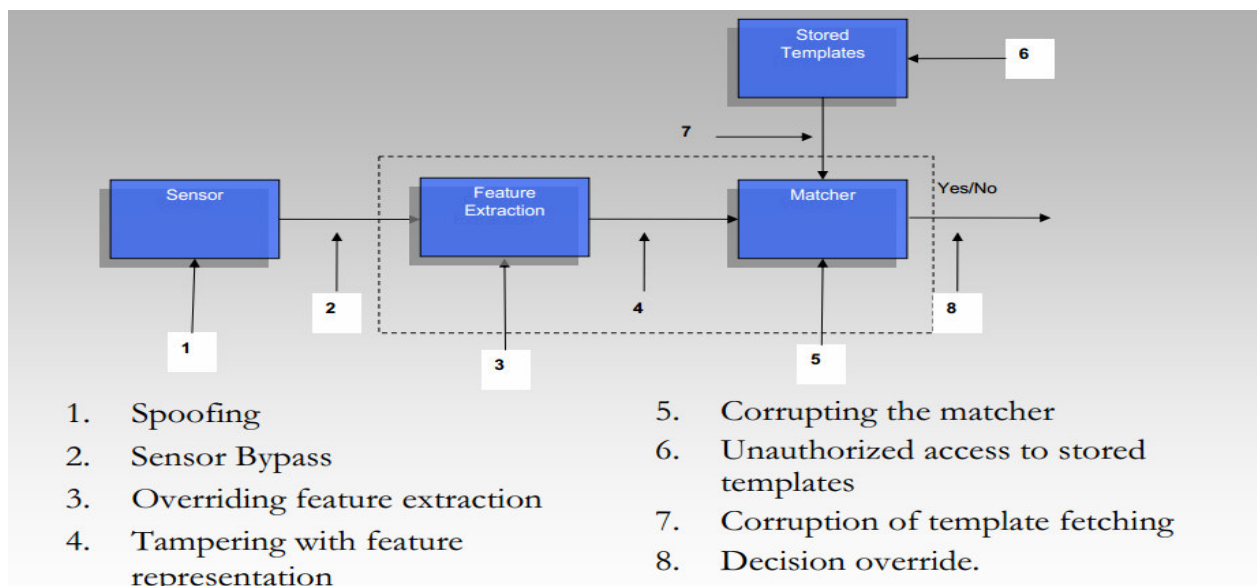 Stored
Templates
6
7
Sensor
Feature
Extraction
Matcher
Yes/No
2
4
8
1
3
5
1. Spoofing
2. Sensor Bypass
3. Overriding feature extraction
4. Tampering with feature
representation
5. Corrupting the matcher
6. Unauthorized access to stored
templates
7. Corruption of template fetching
8. Decision override.